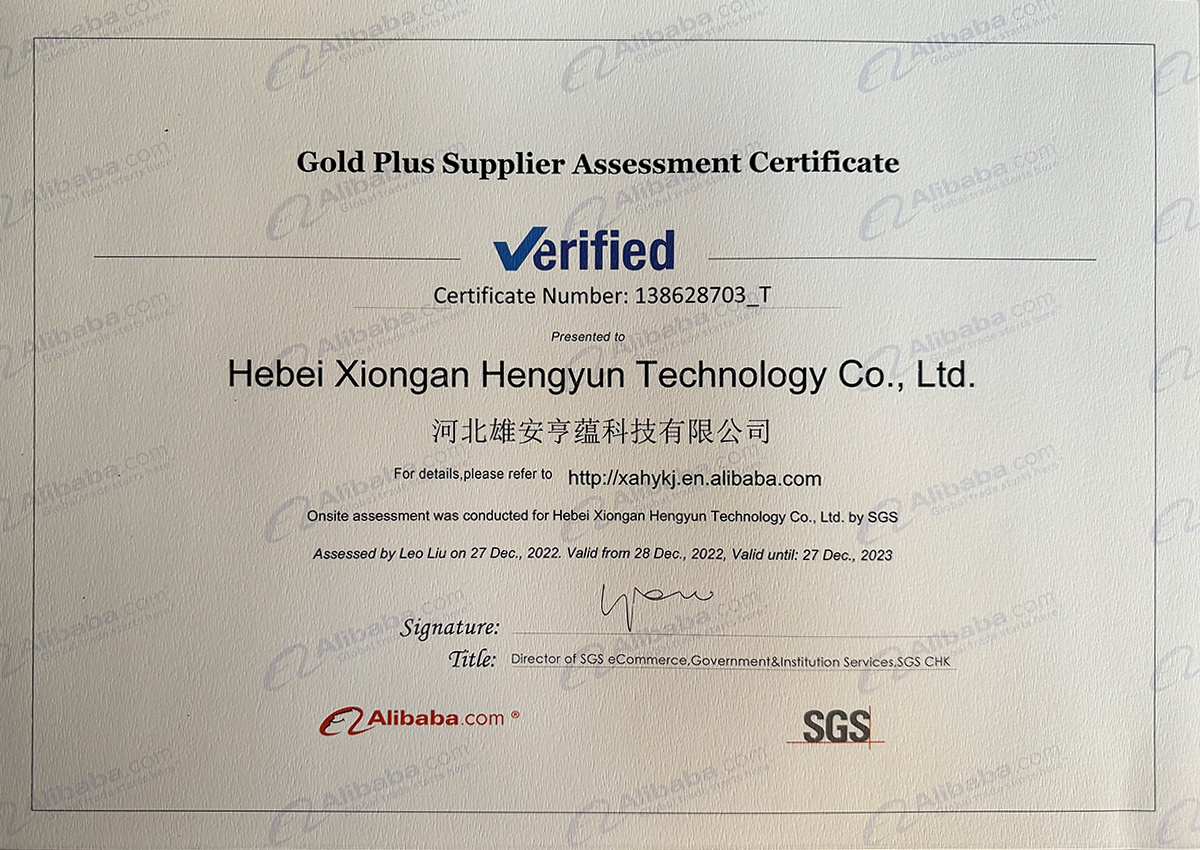 Gold Plus Supplier Assessment Certificate
Verified
Certificate Number: 138628703_T
Presented to
Hebei Xiongan Hengyun Technology Co., Ltd.
河北雄安亨蕴科技有限公司
For details,please refer to http://xahykj.en.alibaba.com
Onsite assessment was conducted for Hebei Xiongan Hengyun Technology Co., Ltd. by SGS
Assessed by Leo Liu on 27 Dec., 2022. Valid from 28 Dec., 2022, Valid until: 27 Dec., 2023
Signature:
Title: Director of SGS eCommerce,Government&Institution Services,SGS CHK
Alibaba.com ®
SGS